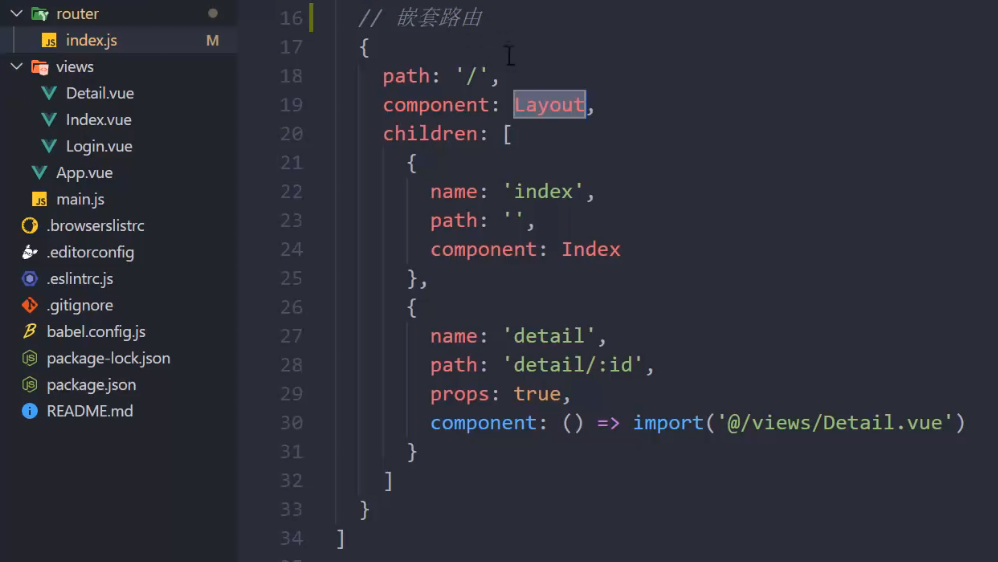 router
index.js M
views
Detail.vue
Index.vue
Login.vue
App.vue
main.js
.browserslistrc
.editorconfig
.eslintrc.js
.gitignore
babel.config.js
package-lock.json
package.json
README.md
16 // 嵌套路由
17 {
18 path: '/',
19 component: Layout,
20 children: [
21 {
22 name: 'index',
23 path: '',
24 component: Index
25 },
26 {
27 name: 'detail',
28 path: 'detail/:id',
29 props: true,
30 component: () => import('@/views/Detail.vue')
31 }
32 ]
33 }
34 ]